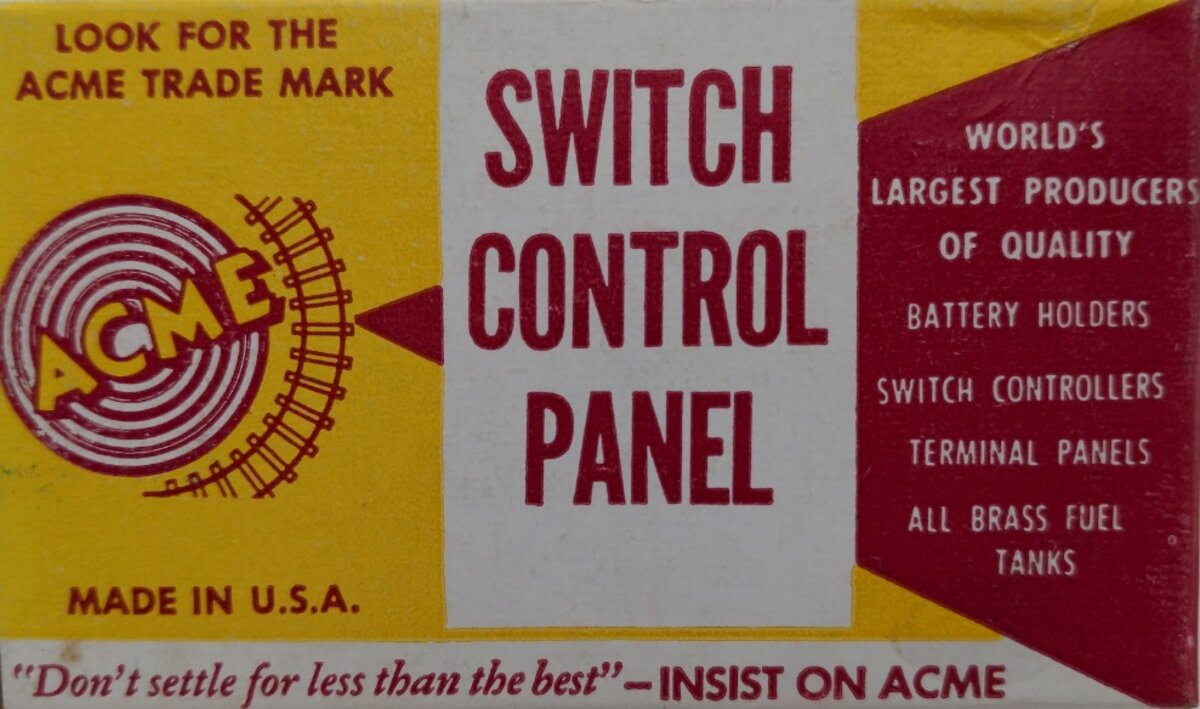 LOOK FOR THE
ACME TRADE MARK
ACME
MADE IN U.S.A.
SWITCH
CONTROL
PANEL
WORLD'S
LARGEST PRODUCERS
OF QUALITY
BATTERY HOLDERS
SWITCH CONTROLLERS
TERMINAL PANELS
ALL BRASS FUEL
TANKS
"Don't settle for less than the best" – INSIST ON ACME